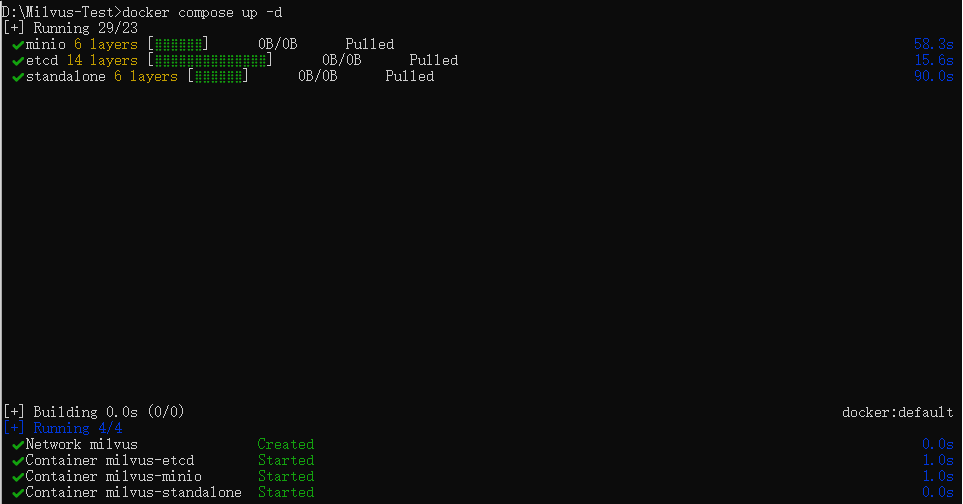 D:\Milvus-Test>docker compose up -d
[+] Running 29/23
✔minio 6 layers [⣿⣿⣿⣿⣿⣿] 0B/0B Pulled 58.3s
✔etcd 14 layers [⣿⣿⣿⣿⣿⣿⣿⣿⣿⣿⣿⣿⣿⣿] 0B/0B Pulled 15.6s
✔standalone 6 layers [⣿⣿⣿⣿⣿⣿] 0B/0B Pulled 90.0s
[+] Building 0.0s (0/0) docker:default
[+] Running 4/4
✔Network milvus Created 0.0s
✔Container milvus-etcd Started 1.0s
✔Container milvus-minio Started 1.0s
✔Container milvus-standalone Started 0.0s